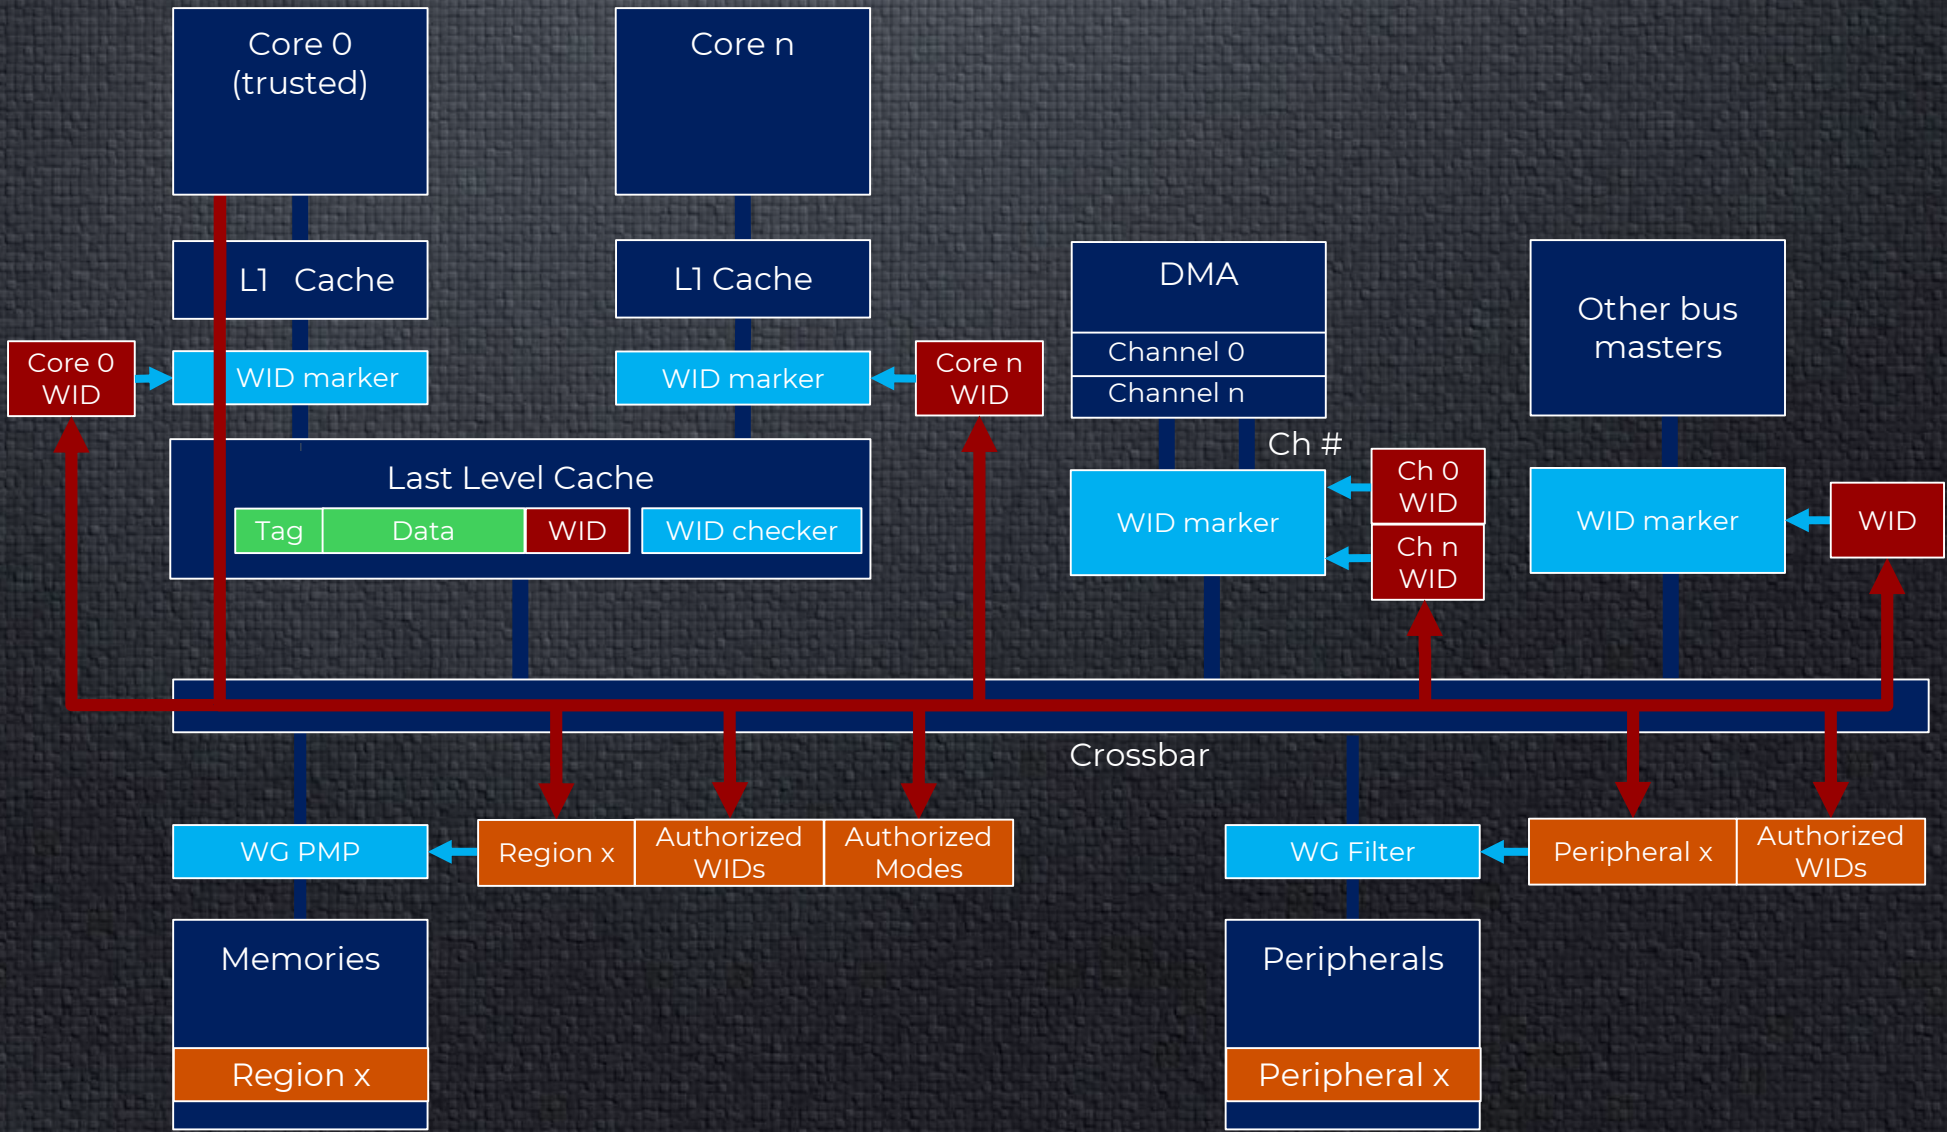 Core 0
(trusted)
Core n
L1 Cache
L1 Cache
DMA
Channel 0
Channel n
Other bus
masters
Core 0
WID
WID marker
WID marker
Core n
WID
Ch #
Last Level Cache
Tag
Data
WID
WID checker
WID marker
Ch 0
WID
Ch n
WID
WID marker
WID
Crossbar
WG PMP
Region x
Authorized
WIDs
Authorized
Modes
WG Filter
Peripheral x
Authorized
WIDs
Memories
Region x
Peripherals
Peripheral x